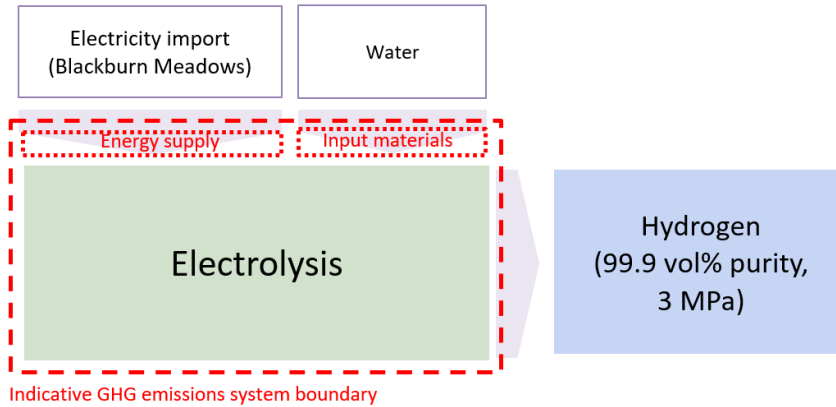 Electricity import
(Blackburn Meadows)
Water
Energy supply
Input materials
Electrolysis
Hydrogen
(99.9 vol% purity,
3 MPa)
Indicative GHG emissions system boundary